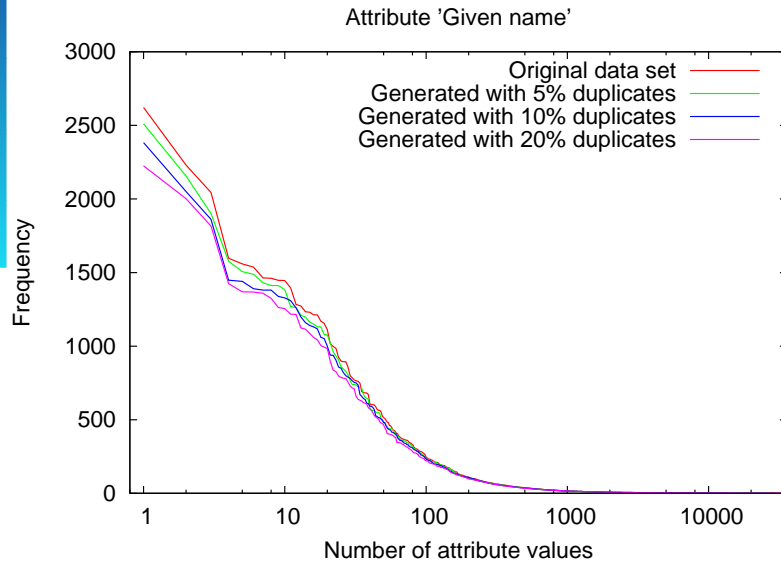 Attribute 'Given name'
3000
2500
2000
1500
1000
500
0
Frequency
Original data set
Generated with 5% duplicates
Generated with 10% duplicates
Generated with 20% duplicates
1 10 100 1000 10000
Number of attribute values